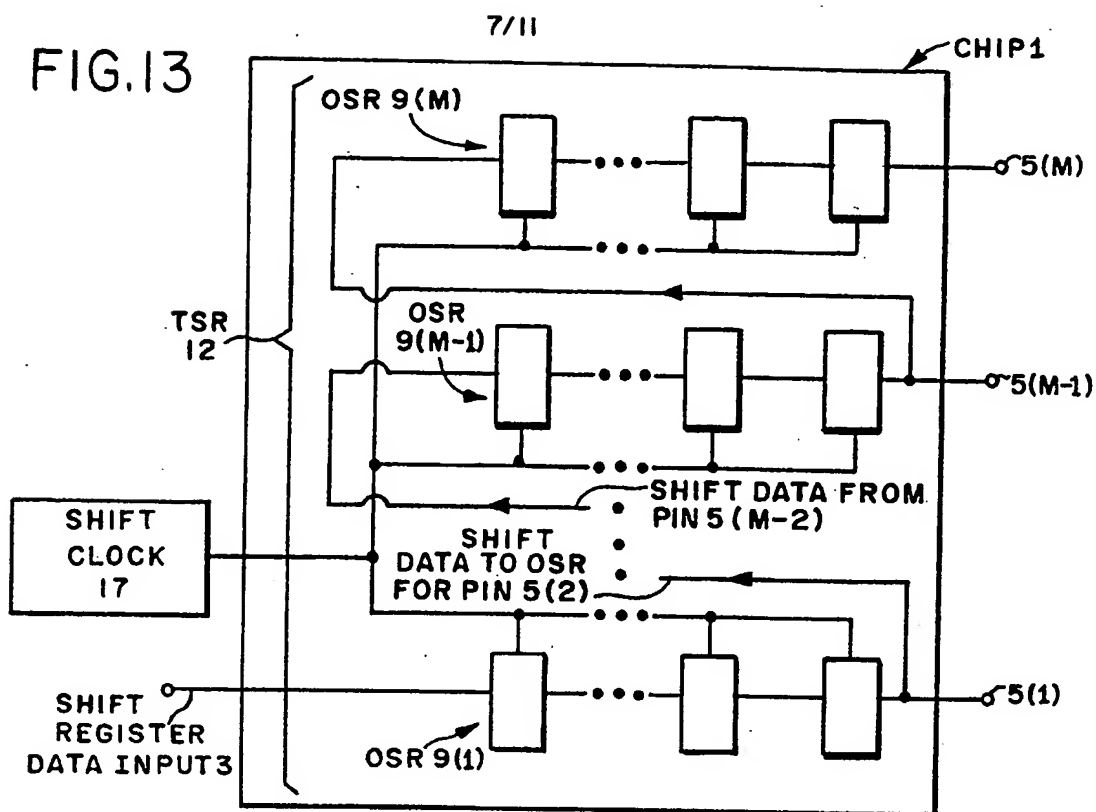 7/11
FIG.13
CHIP1
OSR 9(M)
5(M)
TSR
12
OSR
9(M-1)
5(M-1)
SHIFT DATA FROM
PIN 5(M-2)
SHIFT
CLOCK
17
SHIFT
DATA TO OSR
FOR PIN 5(2)
SHIFT
REGISTER
DATA INPUT3
OSR 9(1)
5(1)